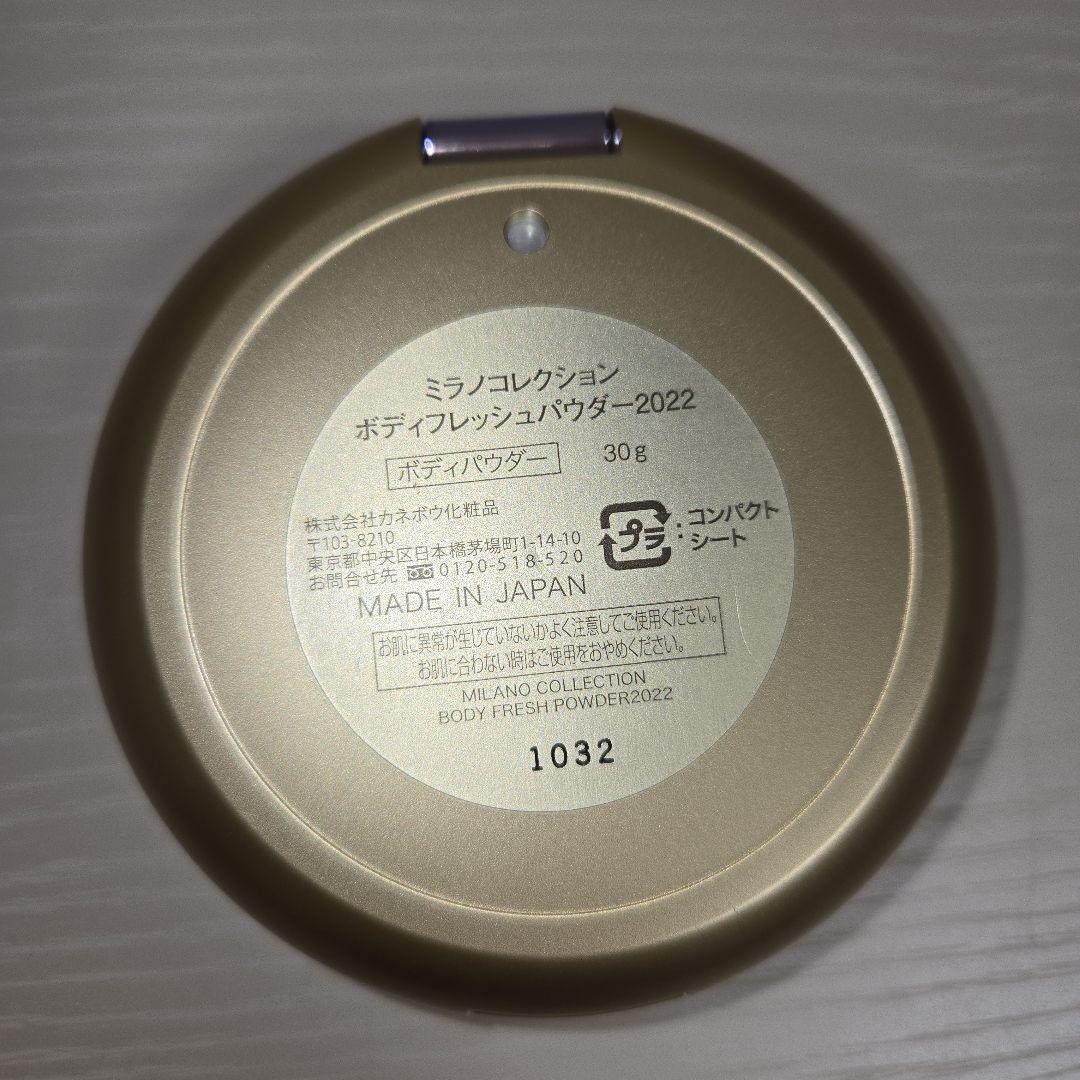 ミラノコレクション
ボディフレッシュパウダー2022
ボディパウダー 30g
株式会社カネボウ化粧品
〒103-8210
東京都中央区日本橋茅場町1-14-10
お問合せ先 0120-518-520
プラ : コンパクト
: シート
MADE IN JAPAN
お肌に異常が生じていないかよく注意してご使用ください。
お肌に合わない時はご使用をおやめください。
MILANO COLLECTION
BODY FRESH POWDER2022
1032